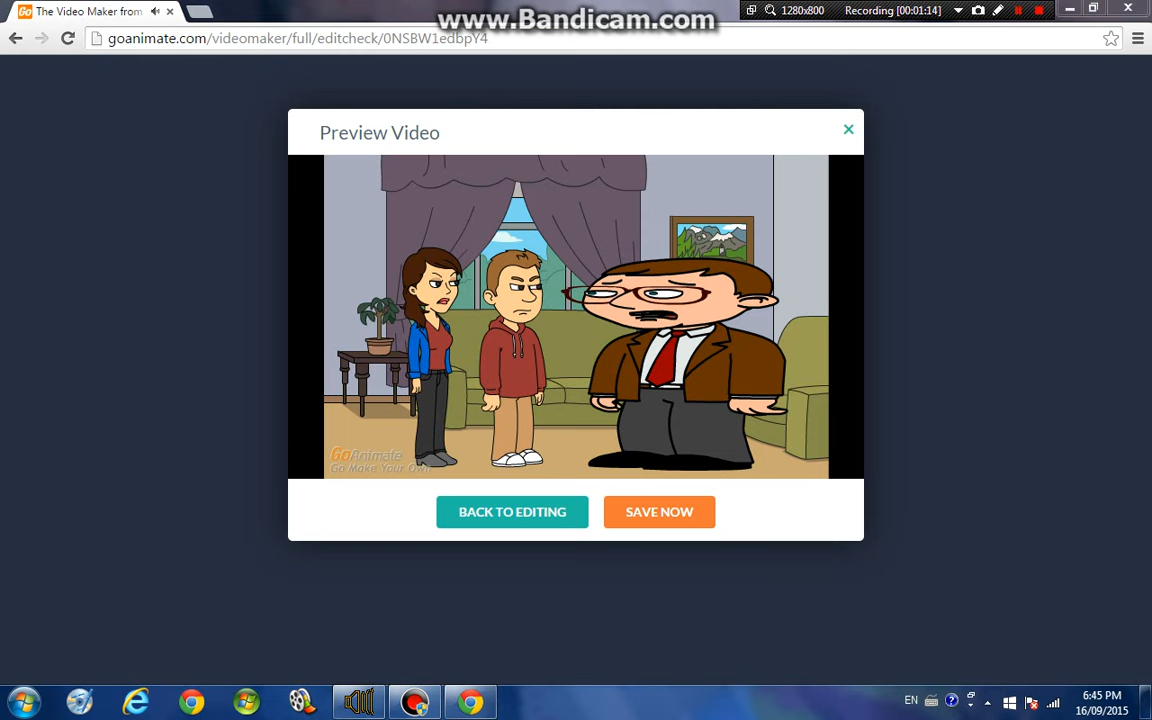 www.Bandicam.com
Go The Video Maker from
1280x800
Recording [00:01:14]
goanimate.com/videomaker/full/editcheck/0NSBW1edbpY4
Preview Video
GoAnimate
Go Make Your Own
BACK TO EDITING
SAVE NOW
EN
6:45 PM
16/09/2015